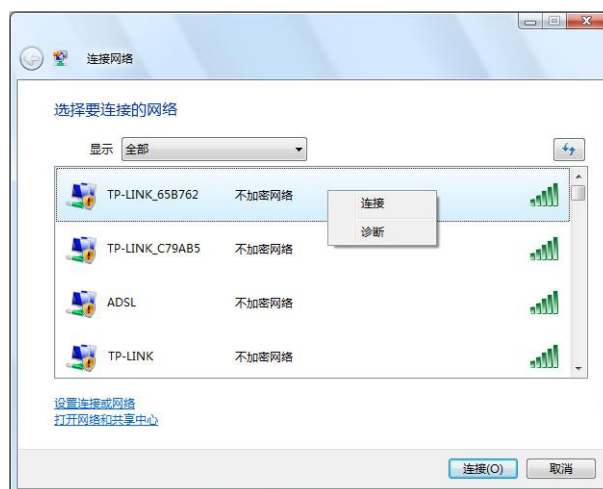 连接网络
选择要连接的网络
显示 全部
TP-LINK_65B762 不加密网络
连接
诊断
TP-LINK_C79AB5 不加密网络
ADSL 不加密网络
TP-LINK 不加密网络
设置连接或网络
打开网络和共享中心
连接(O) 取消